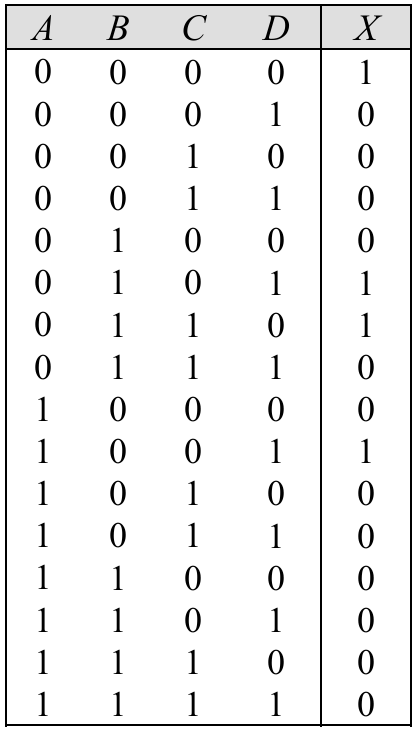 A B C D X
0 0 0 0 1
0 0 0 1 0
0 0 1 0 0
0 0 1 1 0
0 1 0 0 0
0 1 0 1 1
0 1 1 0 1
0 1 1 1 0
1 0 0 0 0
1 0 0 1 1
1 0 1 0 0
1 0 1 1 0
1 1 0 0 0
1 1 0 1 0
1 1 1 0 0
1 1 1 1 0